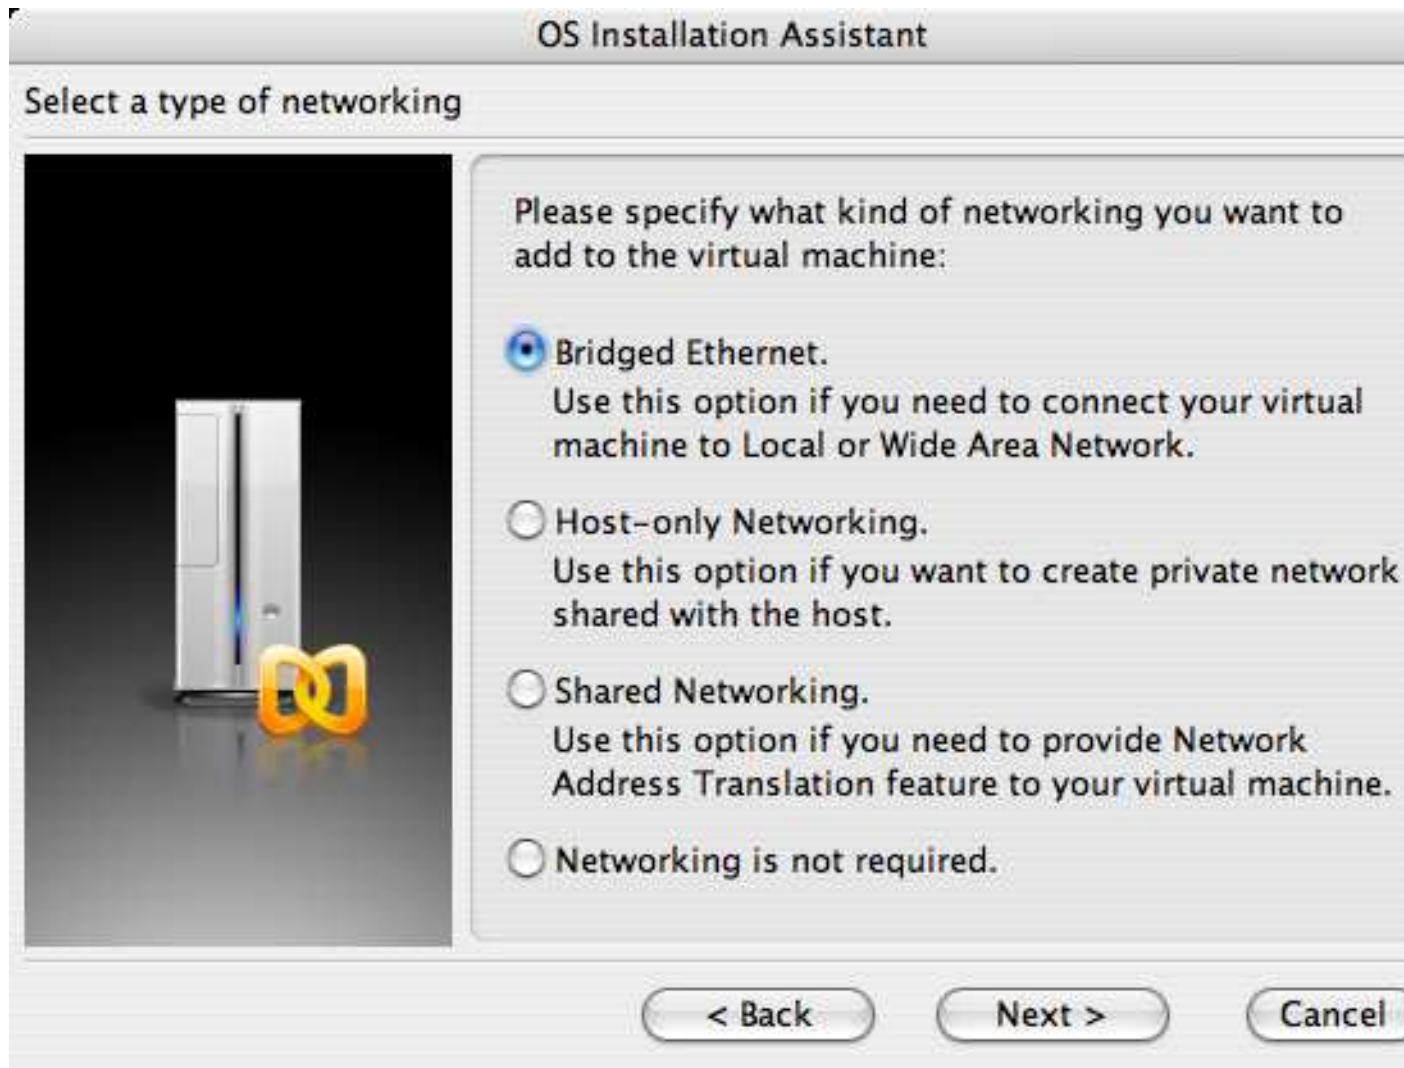 OS Installation Assistant
Select a type of networking
Please specify what kind of networking you want to
add to the virtual machine:
Bridged Ethernet.
Use this option if you need to connect your virtual
machine to Local or Wide Area Network.
Host-only Networking.
Use this option if you want to create private network
shared with the host.
Shared Networking.
Use this option if you need to provide Network
Address Translation feature to your virtual machine.
Networking is not required.
< Back
Next >
Cancel